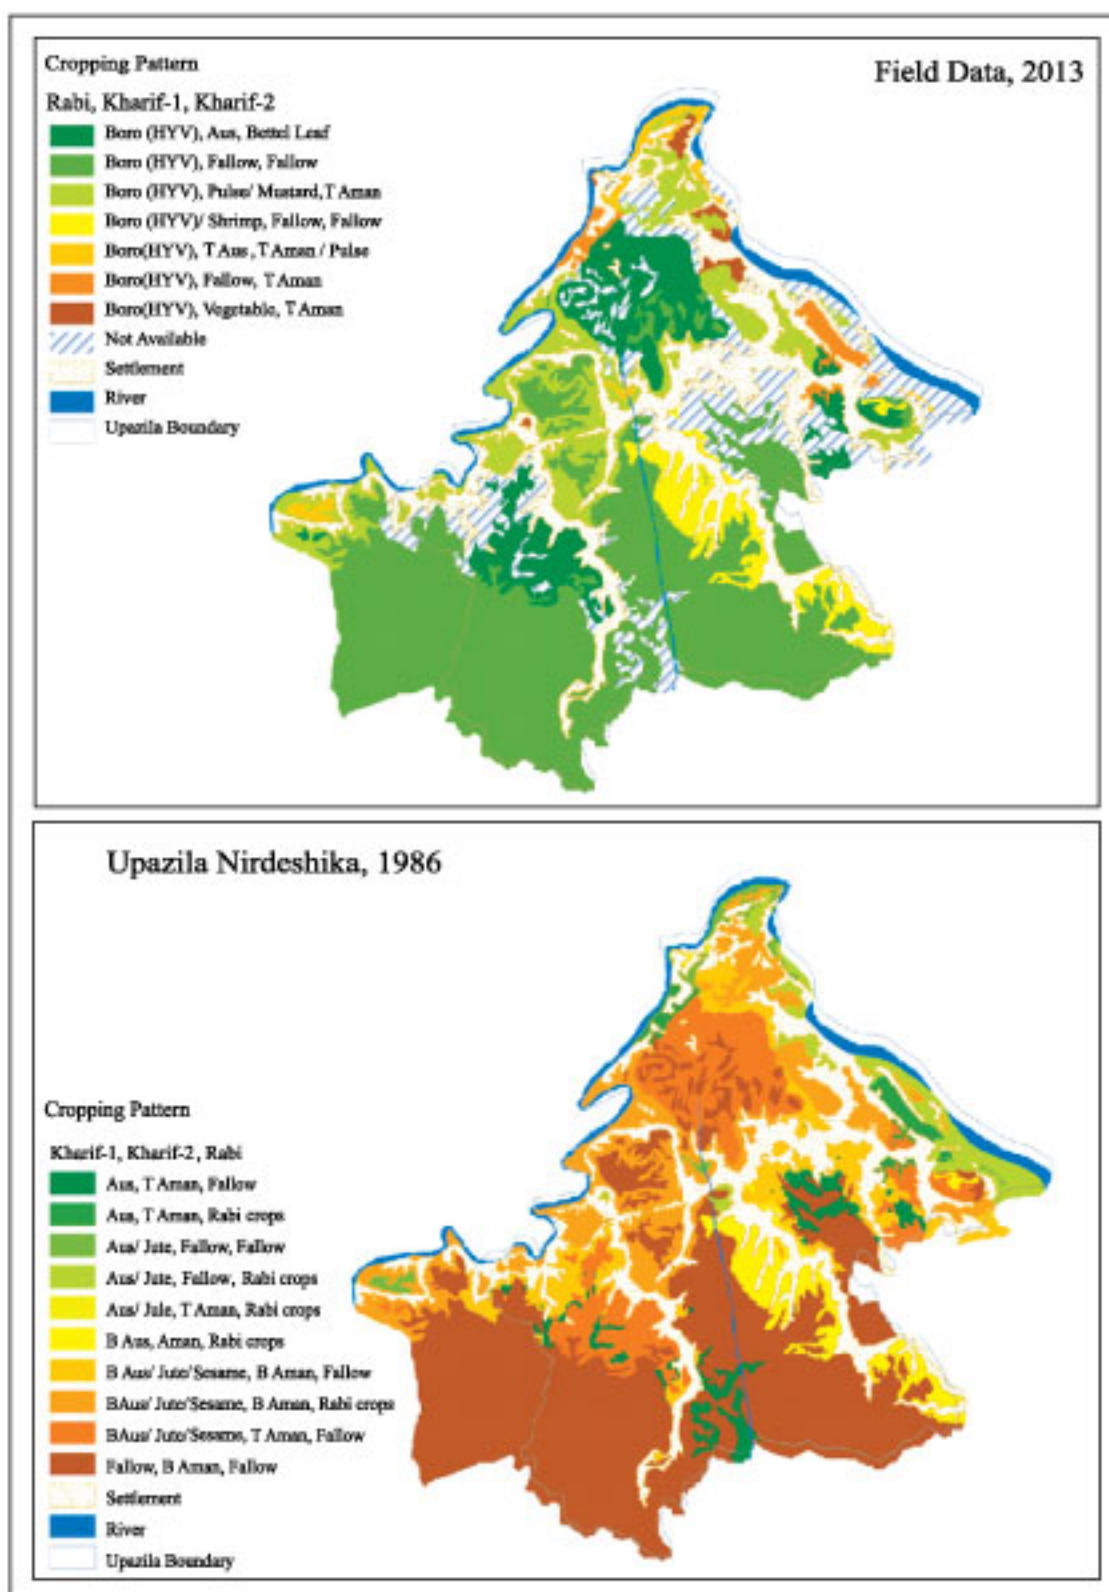 Cropping Pattern
Field Data, 2013
Rabi, Kharif-1, Kharif-2
Boro (HYV), Aus, Bettel Leaf
Boro (HYV), Fallow, Fallow
Boro (HYV), Pulse/ Mustard,T Aman
Boro (HYV)/ Shrimp, Fallow, Fallow
Boro(HYV), T Aus , T Aman / Pulse
Boro(HYV), Fallow, T Aman
Boro(HYV), Vegetable, T Aman
Not Available
Settlement
River
Upazila Boundary
Upazila Nirdeshika, 1986
Cropping Pattern
Kharif-1, Kharif-2 , Rabi
Aus, T Aman, Fallow
Aus, T Aman, Rabi crops
Aus/ Jute, Fallow, Fallow
Aus/ Jute, Fallow, Rabi crops
Aus/ Jule, T Aman, Rabi crops
B Aus, Aman, Rabi crops
B Aus/ Jute/Sesame, B Aman, Fallow
BAus/ Jute/Sesame, B Aman, Rabi crops
BAus/ Jute/Sesame, T Aman, Fallow
Fallow, B Aman, Fallow
Settlement
River
Upazila Boundary